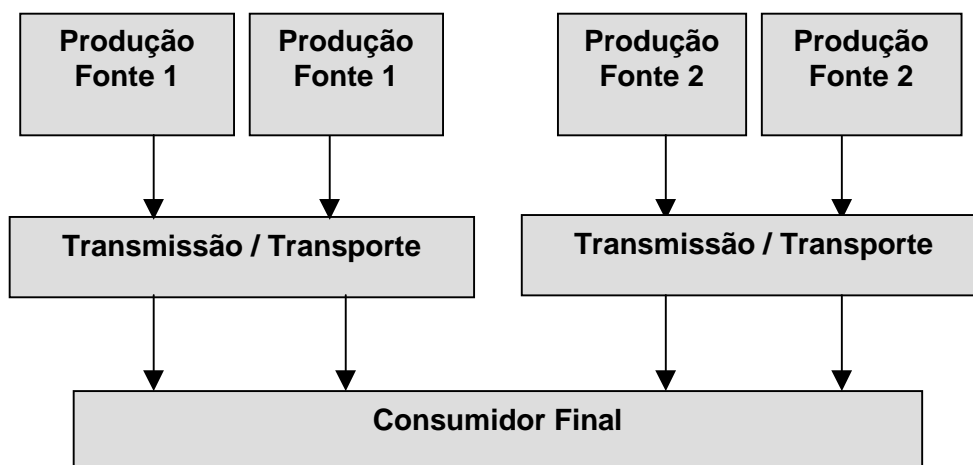 Produção
Fonte 1
Produção
Fonte 1
Produção
Fonte 2
Produção
Fonte 2
Transmissão / Transporte
Transmissão / Transporte
Consumidor Final